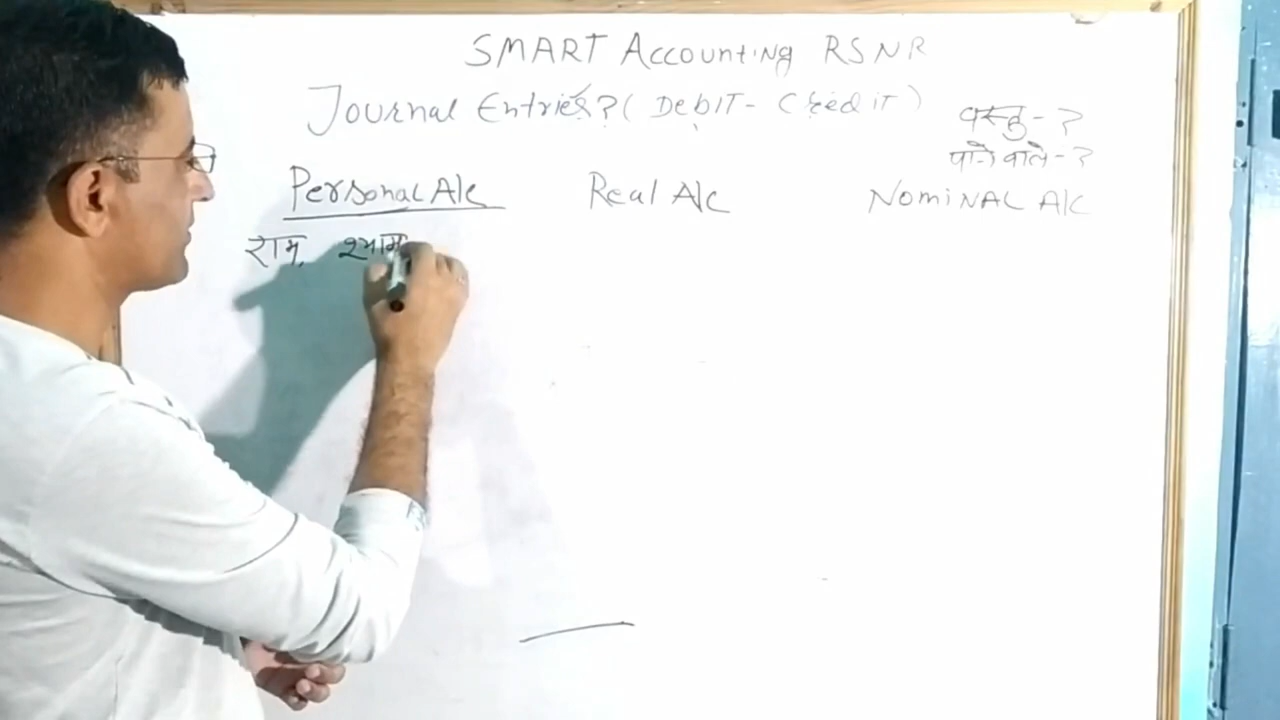 SMART Accounting RSNR
Journal Entries? (DEBIT - Credit)
वस्तु - ?
पाने वाले - ?
Personal A/c Real A/c NomiNAL A/c
राम, श्याम